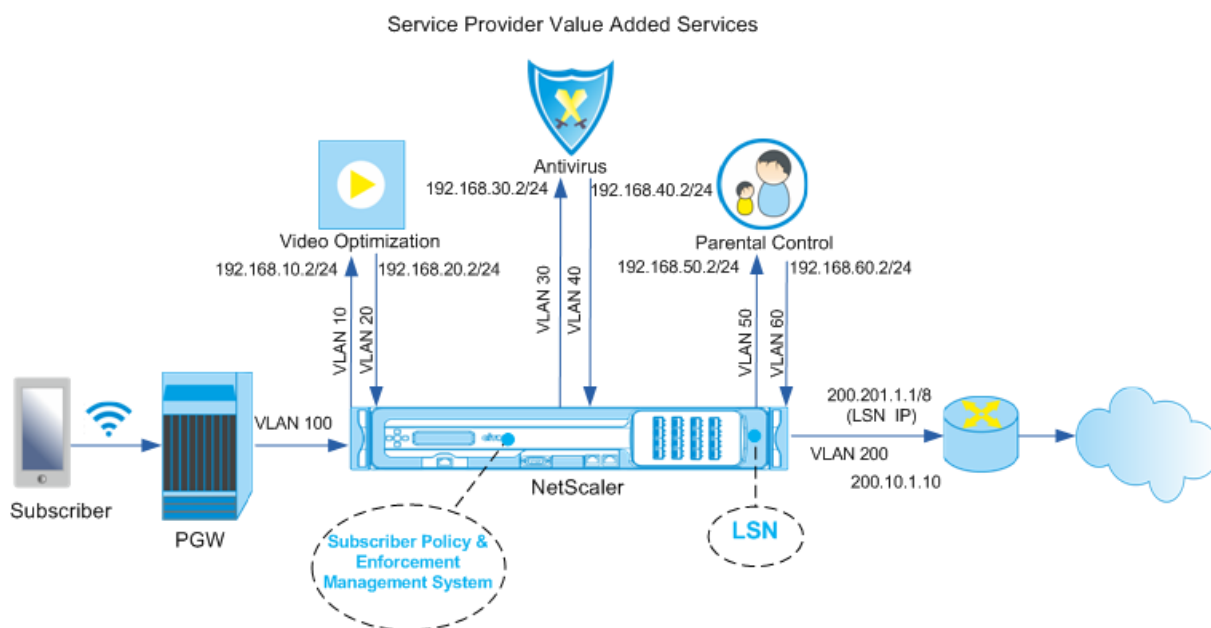 Service Provider Value Added Services
Antivirus
192.168.30.2/24
192.168.40.2/24
Video Optimization
192.168.10.2/24
192.168.20.2/24
Parental Control
192.168.50.2/24
192.168.60.2/24
VLAN 10
VLAN 20
VLAN 30
VLAN 40
VLAN 50
VLAN 60
VLAN 100
200.201.1.1/8
(LSN IP)
VLAN 200
200.10.1.10
NetScaler
Subscriber
PGW
Subscriber Policy &
Enforcement
Management System
LSN